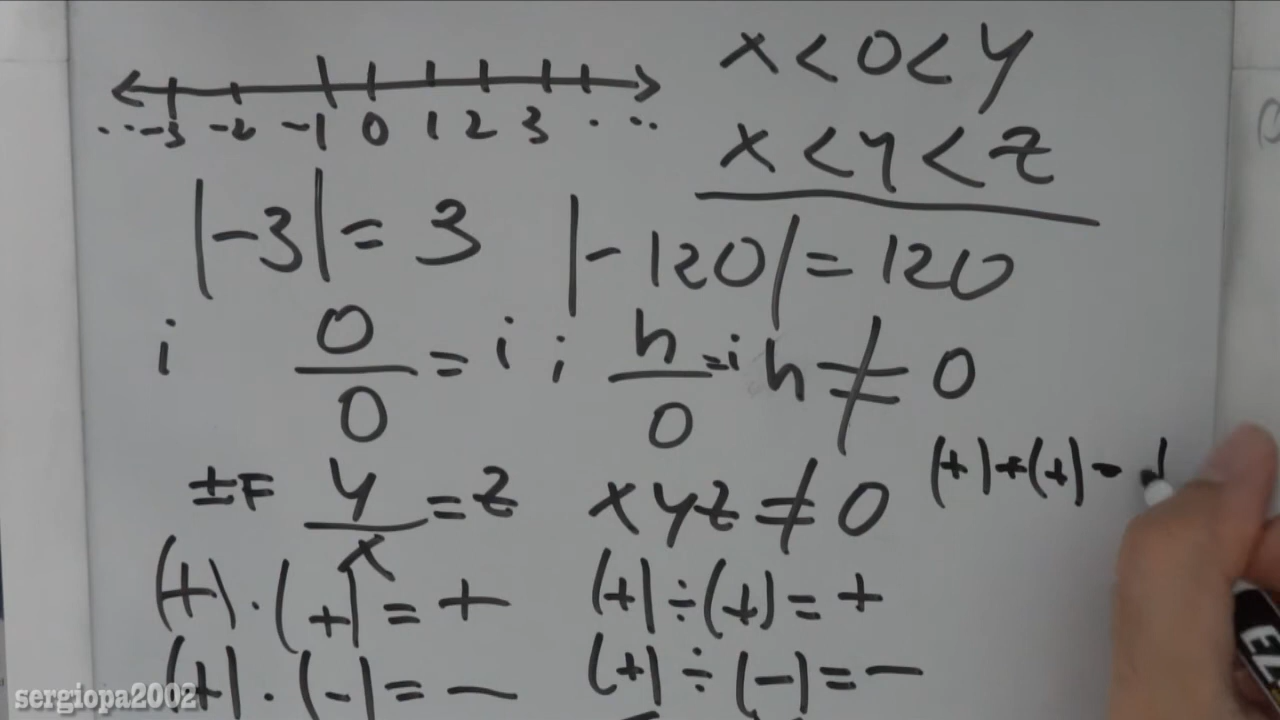 x < 0 < y
.. -3 -2 -1 0 1 2 3 . ..
x < y < z
|-3| = 3 |-120| = 120
i 0/0 = i ; n/0 = i n ≠ 0
±F y/x = z xyz ≠ 0 (+)+(+) =
(+)·(+) = + (+)÷(+) = +
(+)·(-) = - (+)÷(-) = -
EZ
sergiopa2002